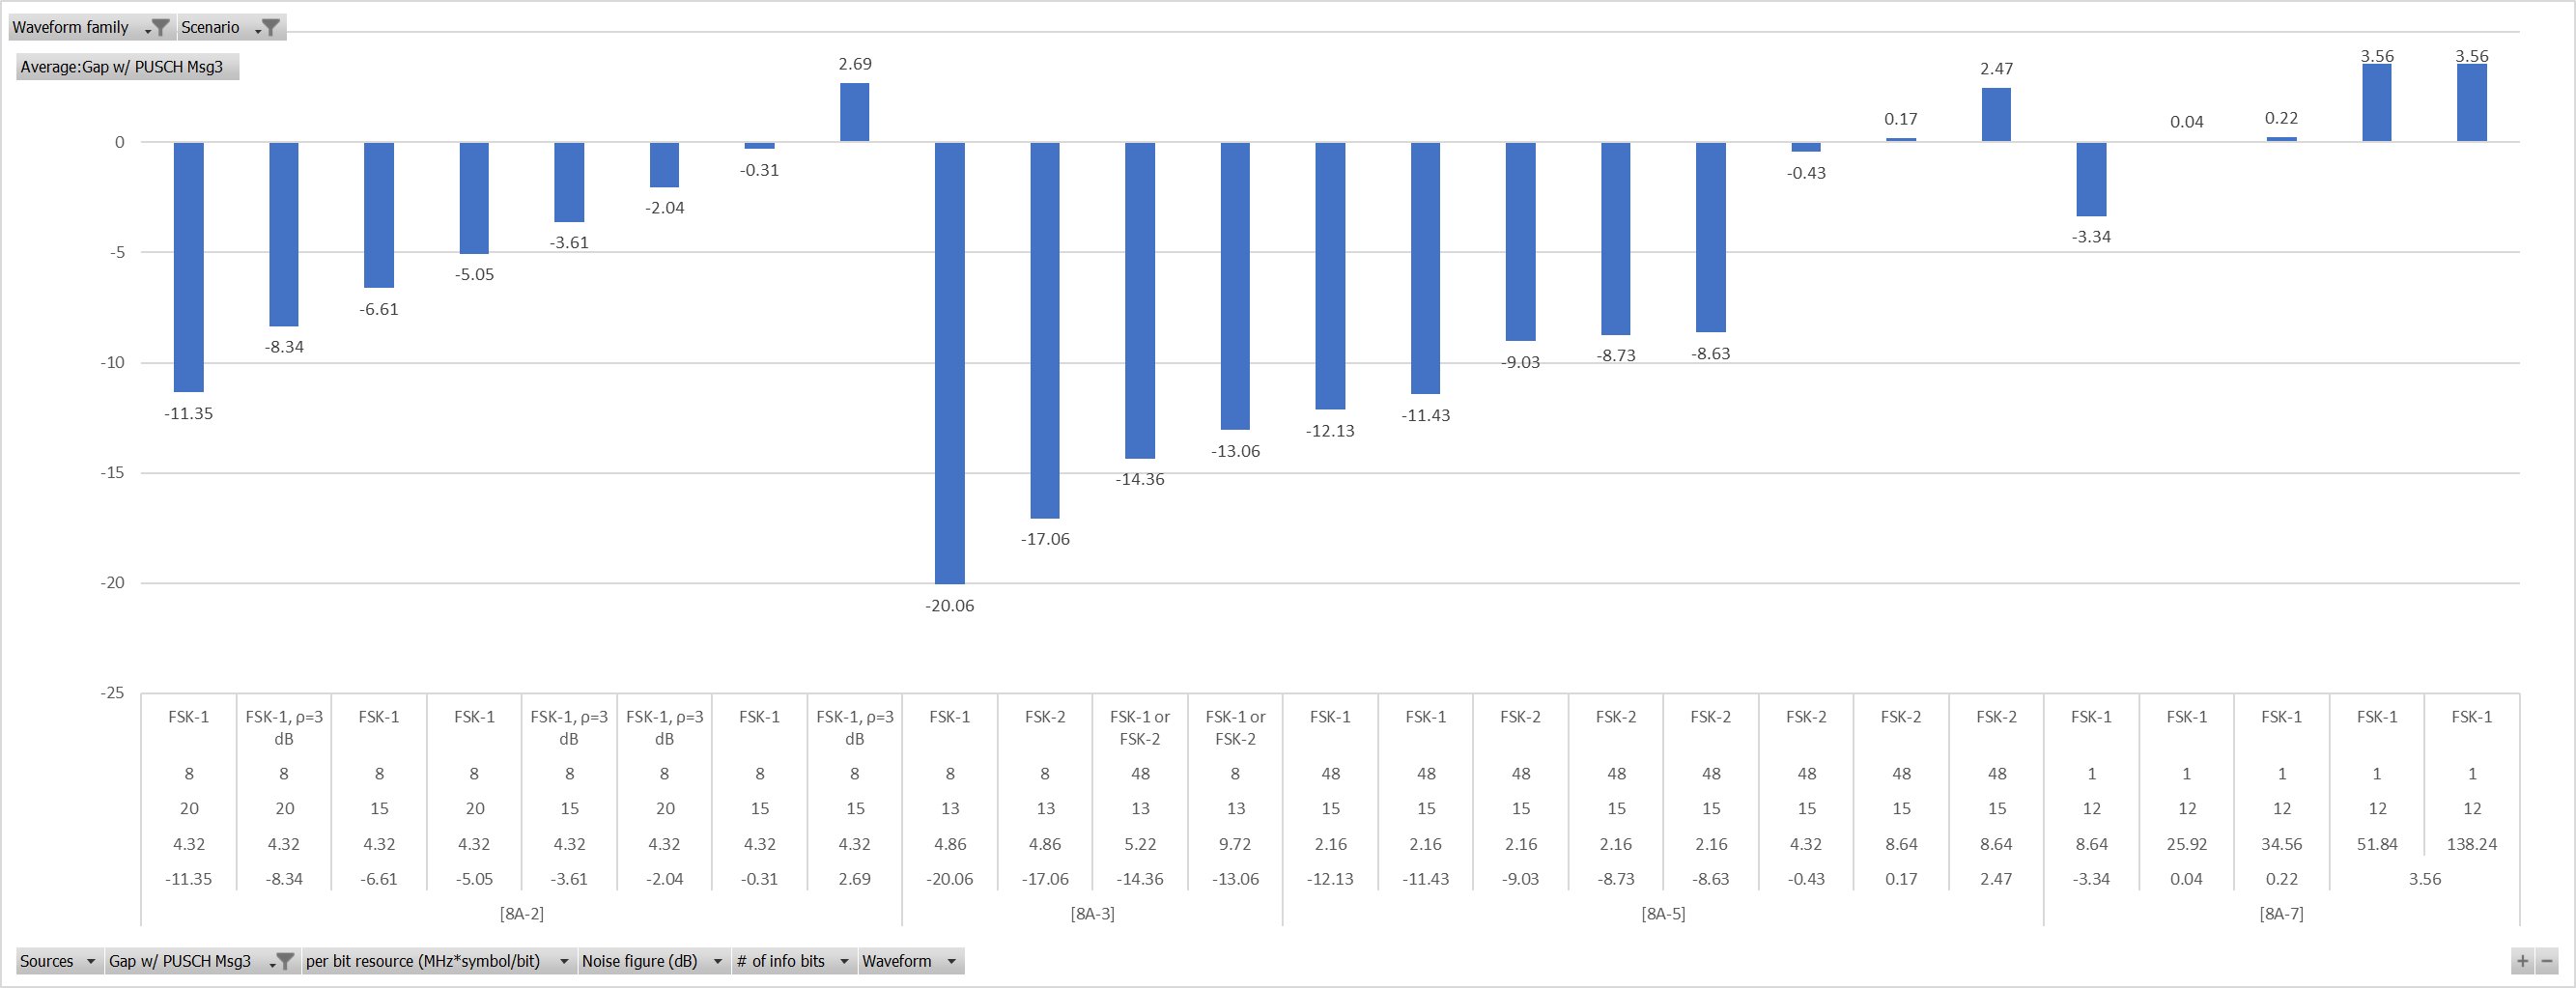 Waveform family Scenario
Average:Gap w/ PUSCH Msg3
2.69 2.47 3.56 3.56
0.17 0.04 0.22
0
-0.31 -0.43
-2.04
-3.61 -3.34
-5
-5.05
-6.61
-8.34 -9.03 -8.73 -8.63
-10
-11.35 -12.13 -11.43
-13.06
-15
-14.36
-17.06
-20
-20.06
-25
FSK-1 FSK-1, ρ=3 FSK-1 FSK-1 FSK-1, ρ=3 FSK-1, ρ=3 FSK-1 FSK-1, ρ=3 FSK-1 FSK-2 FSK-1 or FSK-1 or FSK-1 FSK-1 FSK-2 FSK-2 FSK-2 FSK-2 FSK-2 FSK-2 FSK-1 FSK-1 FSK-1 FSK-1 FSK-1
dB dB dB dB FSK-2 FSK-2
8 8 8 8 8 8 8 8 8 8 48 8 48 48 48 48 48 48 48 48 1 1 1 1 1
20 20 15 20 15 20 15 15 13 13 13 13 15 15 15 15 15 15 15 15 12 12 12 12 12
4.32 4.32 4.32 4.32 4.32 4.32 4.32 4.32 4.86 4.86 5.22 9.72 2.16 2.16 2.16 2.16 2.16 4.32 8.64 8.64 8.64 25.92 34.56 51.84 138.24
-11.35 -8.34 -6.61 -5.05 -3.61 -2.04 -0.31 2.69 -20.06 -17.06 -14.36 -13.06 -12.13 -11.43 -9.03 -8.73 -8.63 -0.43 0.17 2.47 -3.34 0.04 0.22 3.56
[8A-2] [8A-3] [8A-5] [8A-7]
Sources Gap w/ PUSCH Msg3 per bit resource (MHz*symbol/bit) Noise figure (dB) # of info bits Waveform + −